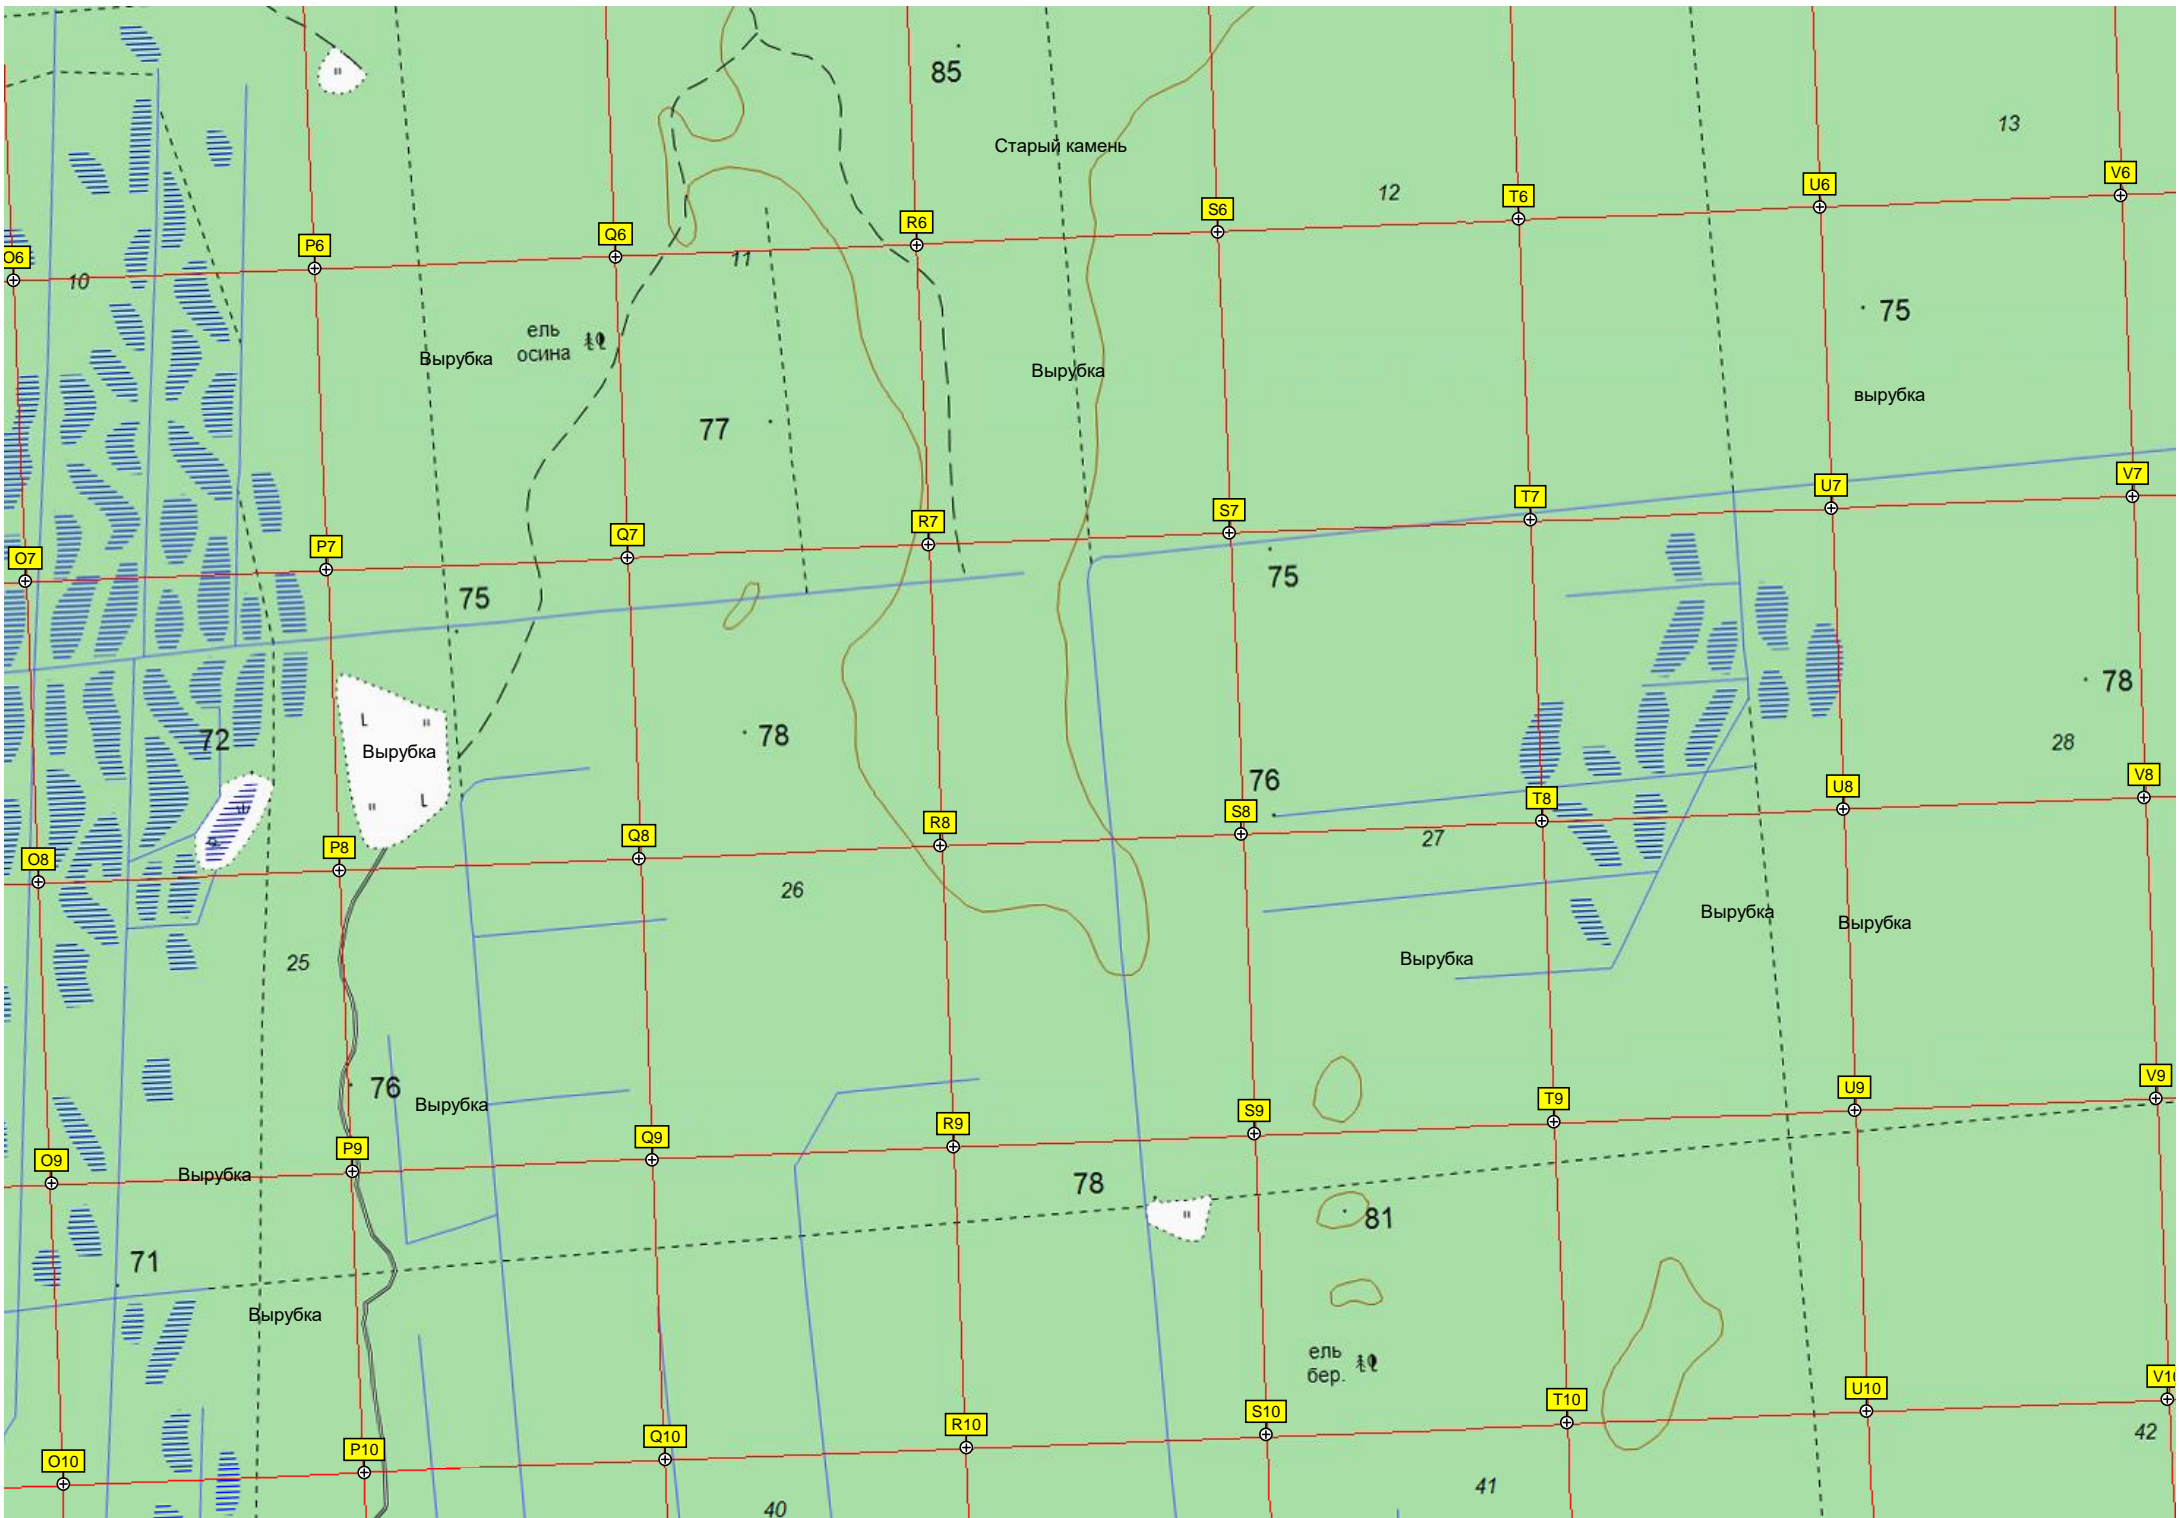 85
13
Старый камень
V6
U6
12
T6
S6
R6
Q6
P6
O6
11
10
75
ель
осина
Вырубка
Вырубка
вырубка
77
V7
U7
T7
S7
R7
Q7
P7
O7
75
75
78
72
Вырубка
78
28
76
V8
U8
T8
S8
R8
Q8
P8
O8
27
26
Вырубка
Вырубка
Вырубка
25
76
Вырубка
V9
U9
T9
S9
R9
Q9
P9
O9
Вырубка
78
81
71
Вырубка
ель
бер.
V10
U10
T10
S10
R10
Q10
P10
O10
42
41
40